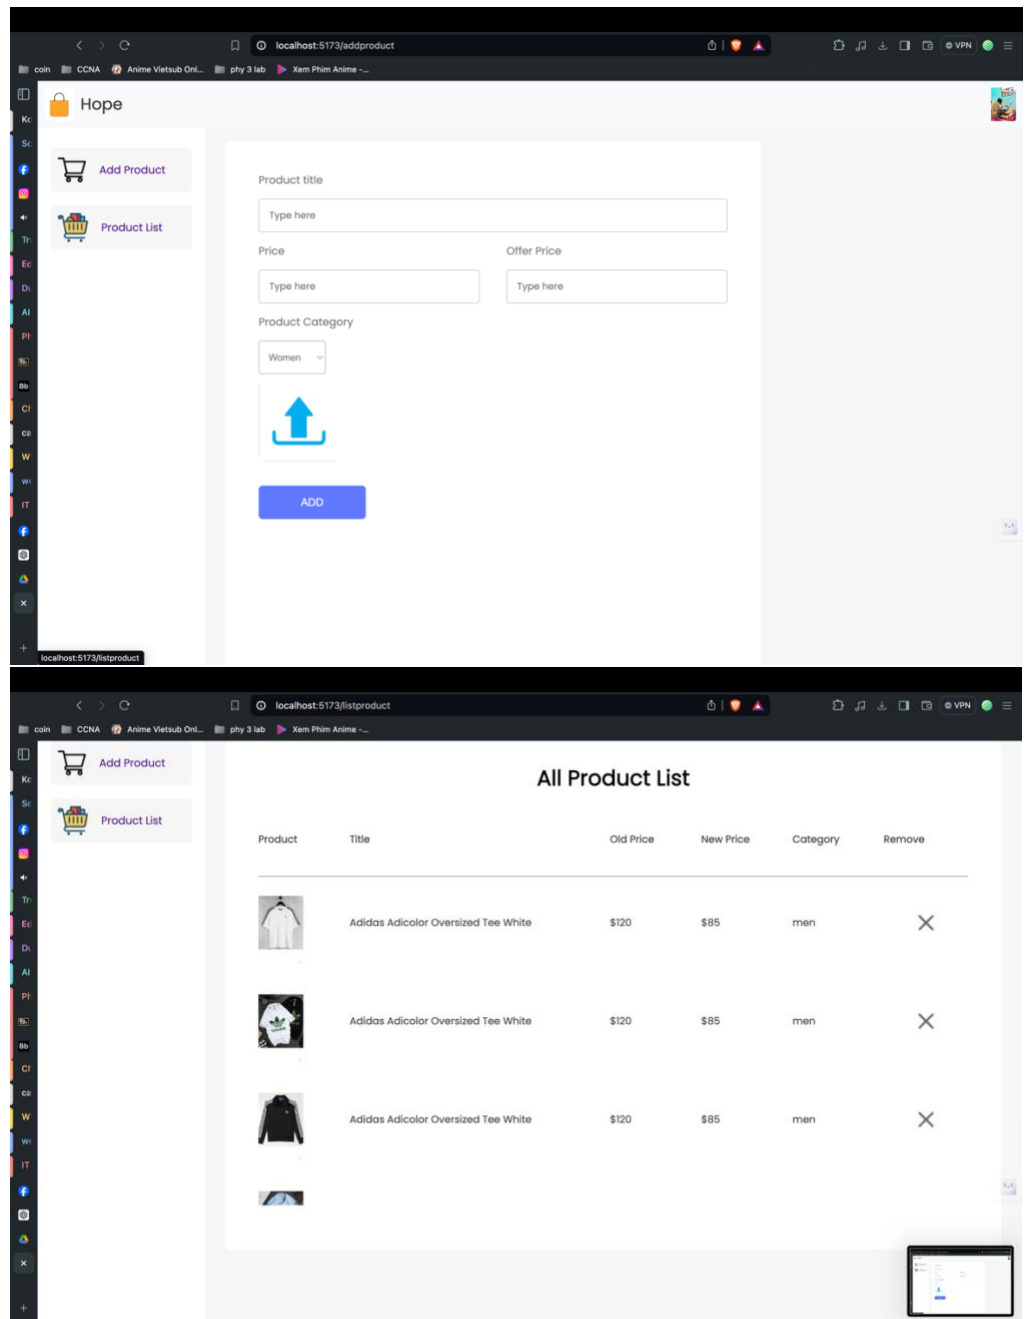 localhost:5173/addproduct
VPN
coin CCNA Anime Vietsub Onl... phy 3 lab Xem Phim Anime -...
Hope
Add Product
Product List
Product title
Type here
Price Offer Price
Type here Type here
Product Category
Women
ADD
localhost:5173/listproduct
localhost:5173/listproduct
VPN
coin CCNA Anime Vietsub Onl... phy 3 lab Xem Phim Anime -...
Add Product
Product List
All Product List
Product Title Old Price New Price Category Remove
Adidas Adicolor Oversized Tee White $120 $85 men
Adidas Adicolor Oversized Tee White $120 $85 men
Adidas Adicolor Oversized Tee White $120 $85 men